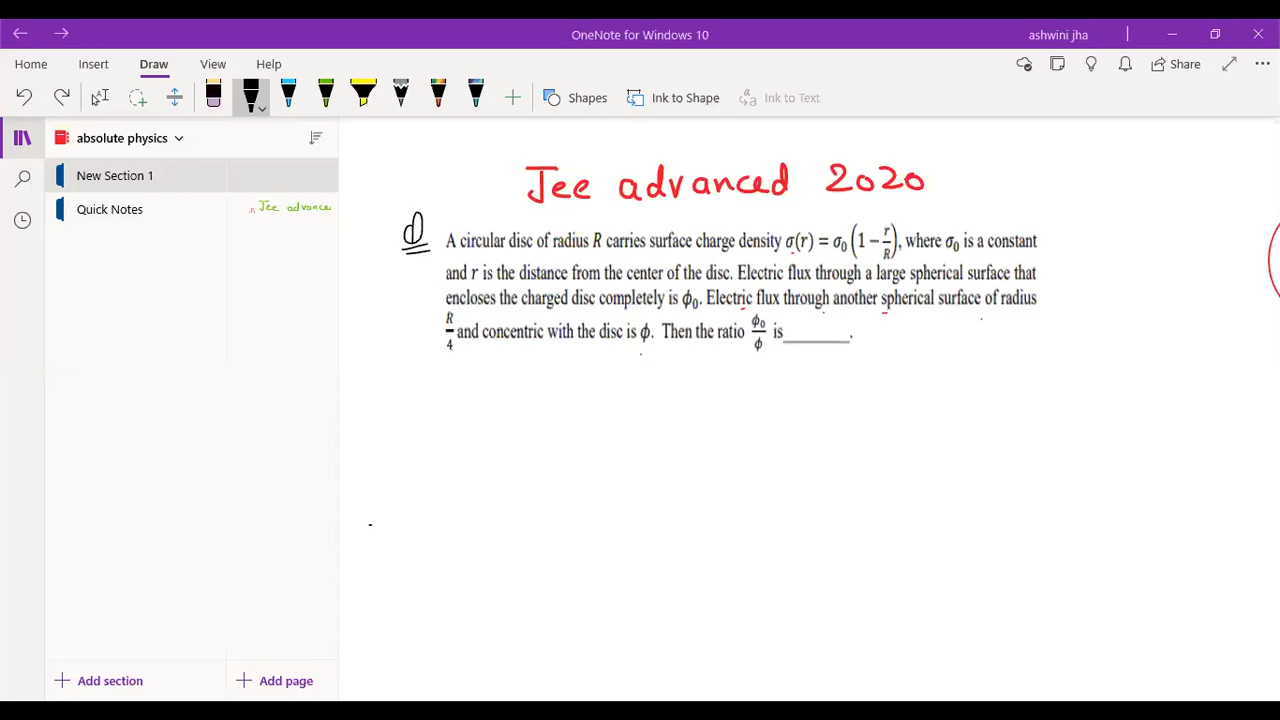 OneNote for Windows 10
ashwini jha
Home Insert Draw View Help
Share
Shapes Ink to Shape Ink to Text
absolute physics
New Section 1
Quick Notes
Jee advance
Jee advanced 2020
A circular disc of radius R carries surface charge density σ(r) = σ₀(1 − r/R), where σ₀ is a constant
and r is the distance from the center of the disc. Electric flux through a large spherical surface that
encloses the charged disc completely is ϕ₀. Electric flux through another spherical surface of radius
R/4 and concentric with the disc is ϕ. Then the ratio ϕ₀/ϕ is______.
Add section
Add page